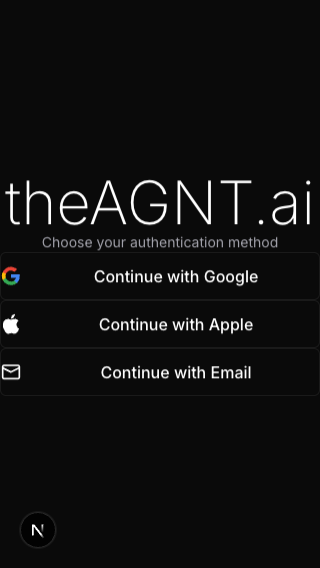 theAGNT.ai
Choose your authentication method
Continue with Google
Continue with Apple
Continue with Email
N